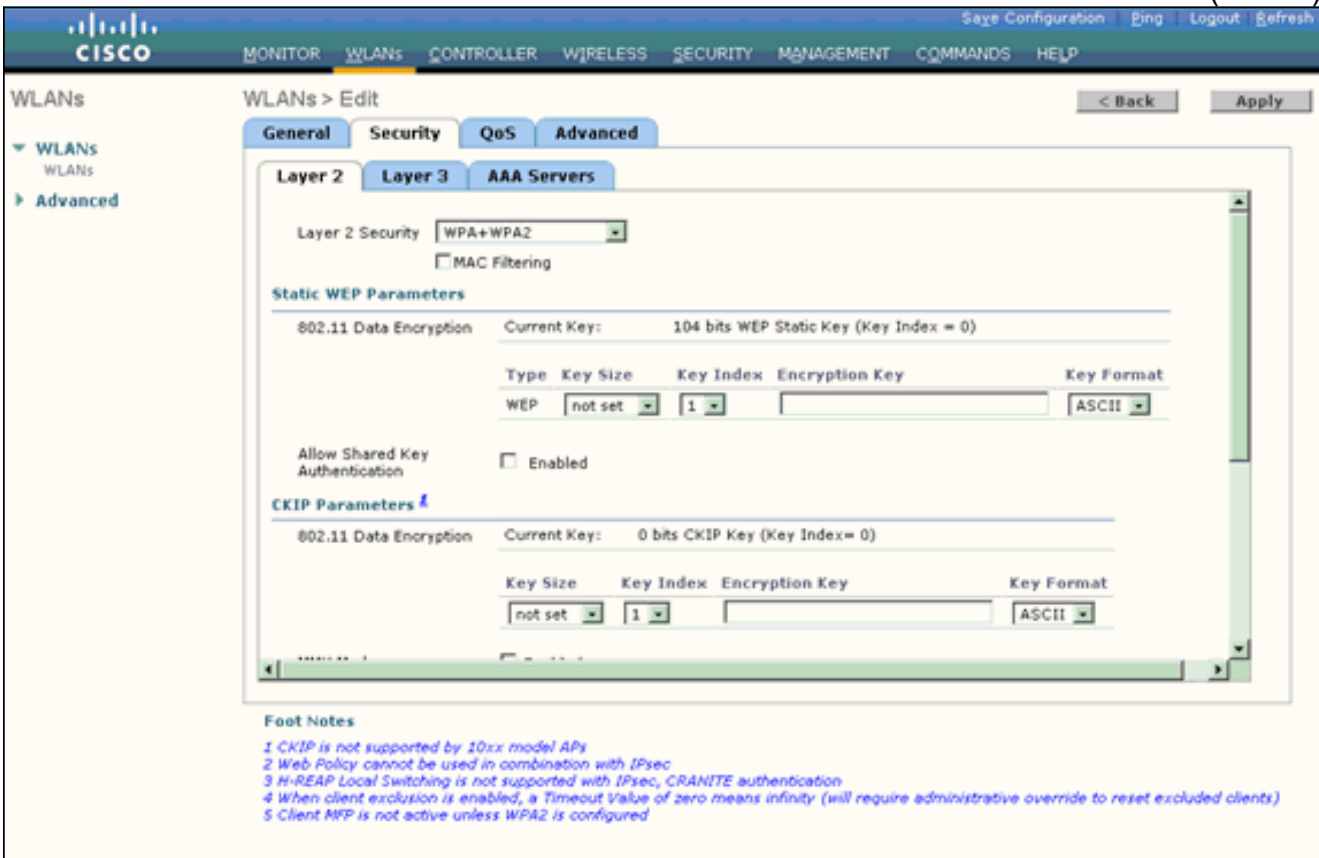 Save Configuration Ping Logout Refresh
CISCO
MONITOR WLANs CONTROLLER WIRELESS SECURITY MANAGEMENT COMMANDS HELP
WLANs
WLANs > Edit
< Back
Apply
WLANs
WLANs
Advanced
General Security QoS Advanced
Layer 2 Layer 3 AAA Servers
Layer 2 Security WPA+WPA2
MAC Filtering
Static WEP Parameters
802.11 Data Encryption Current Key: 104 bits WEP Static Key (Key Index = 0)
Type Key Size Key Index Encryption Key Key Format
WEP not set 1 ASCII
Allow Shared Key
Authentication
Enabled
CKIP Parameters 1
802.11 Data Encryption Current Key: 0 bits CKIP Key (Key Index= 0)
Key Size Key Index Encryption Key Key Format
not set 1 ASCII
Foot Notes
1 CKIP is not supported by 10xx model APs
2 Web Policy cannot be used in combination with IPsec
3 H-REAP Local Switching is not supported with IPsec, CRANITE authentication
4 When client exclusion is enabled, a Timeout Value of zero means infinity (will require administrative override to reset excluded clients)
5 Client MFP is not active unless WPA2 is configured